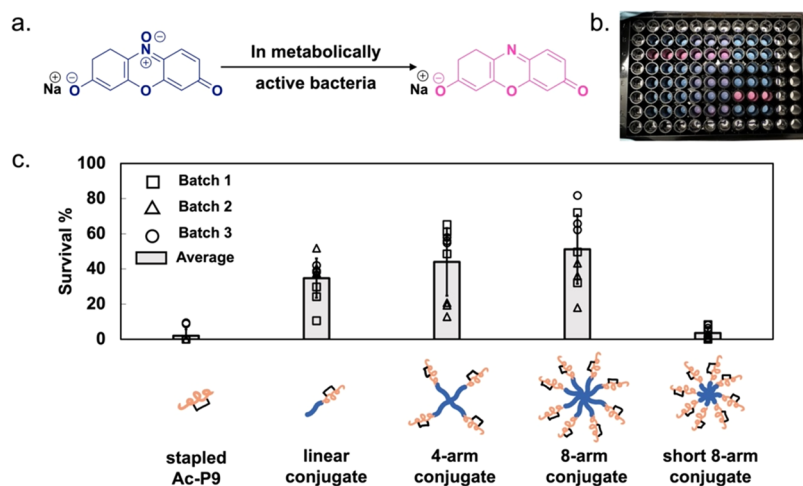 a.
b.
O
⊖
N
⊕
⊕
Na
⊖
O
O
O
In metabolically
active bacteria
N
⊕
Na
⊖
O
O
O
c.
Survival %
100
80
60
40
20
0
Batch 1
Batch 2
Batch 3
Average
stapled
Ac-P9
linear
conjugate
4-arm
conjugate
8-arm
conjugate
short 8-arm
conjugate